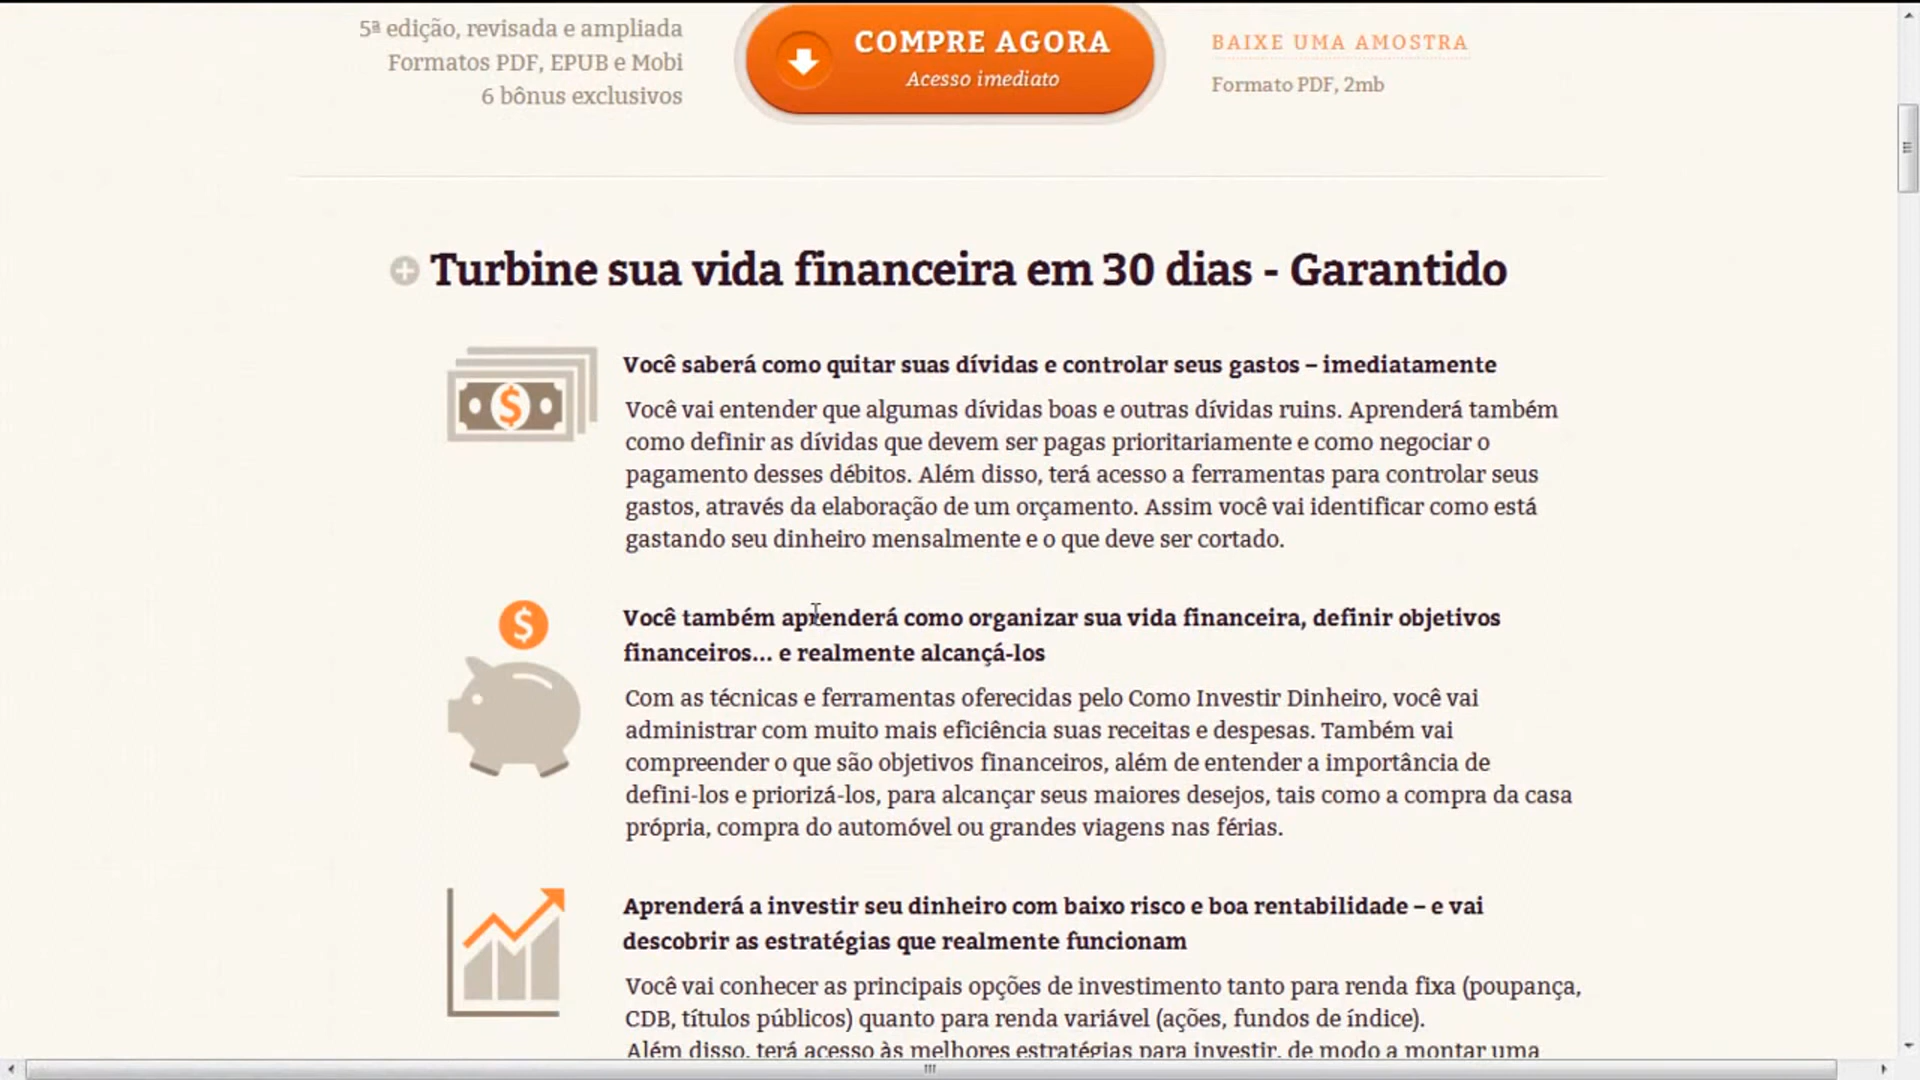 5ª edição, revisada e ampliada
Formatos PDF, EPUB e Mobi
6 bônus exclusivos
COMPRE AGORA
Acesso imediato
BAIXE UMA AMOSTRA
Formato PDF, 2mb
Turbine sua vida financeira em 30 dias - Garantido
Você saberá como quitar suas dívidas e controlar seus gastos – imediatamente
Você vai entender que algumas dívidas boas e outras dívidas ruins. Aprenderá também
como definir as dívidas que devem ser pagas prioritariamente e como negociar o
pagamento desses débitos. Além disso, terá acesso a ferramentas para controlar seus
gastos, através da elaboração de um orçamento. Assim você vai identificar como está
gastando seu dinheiro mensalmente e o que deve ser cortado.
Você também aprenderá como organizar sua vida financeira, definir objetivos
financeiros... e realmente alcançá-los
Com as técnicas e ferramentas oferecidas pelo Como Investir Dinheiro, você vai
administrar com muito mais eficiência suas receitas e despesas. Também vai
compreender o que são objetivos financeiros, além de entender a importância de
defini-los e priorizá-los, para alcançar seus maiores desejos, tais como a compra da casa
própria, compra do automóvel ou grandes viagens nas férias.
Aprenderá a investir seu dinheiro com baixo risco e boa rentabilidade – e vai
descobrir as estratégias que realmente funcionam
Você vai conhecer as principais opções de investimento tanto para renda fixa (poupança,
CDB, títulos públicos) quanto para renda variável (ações, fundos de índice).
Além disso, terá acesso às melhores estratégias para investir, de modo a montar uma